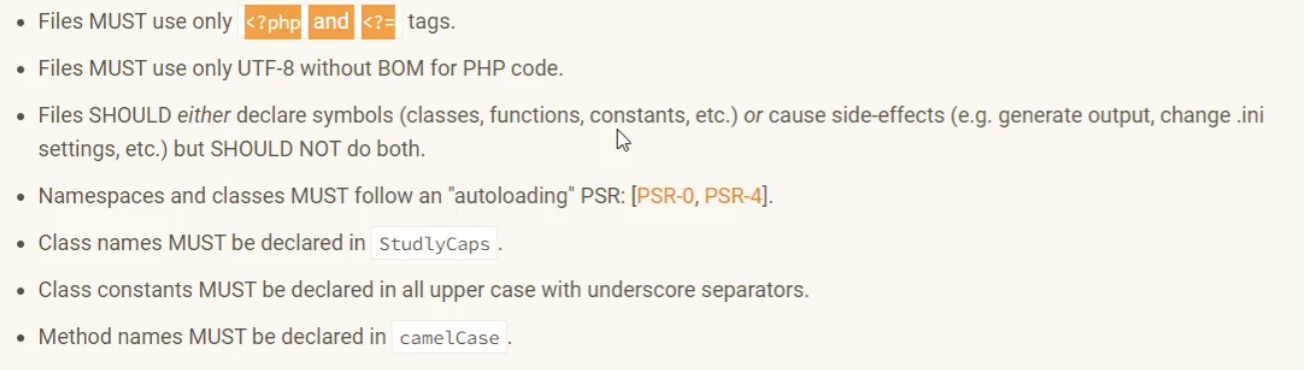 • Files MUST use only <?php and <?= tags.
• Files MUST use only UTF-8 without BOM for PHP code.
• Files SHOULD either declare symbols (classes, functions, constants, etc.) or cause side-effects (e.g. generate output, change .ini
settings, etc.) but SHOULD NOT do both.
• Namespaces and classes MUST follow an "autoloading" PSR: [PSR-0, PSR-4].
• Class names MUST be declared in StudlyCaps.
• Class constants MUST be declared in all upper case with underscore separators.
• Method names MUST be declared in camelCase.